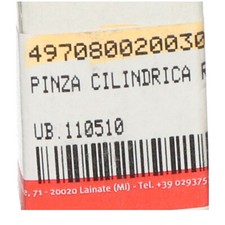 497080020030
PINZA CILINDRICA
UB.110510
e, 71 - 20020 Lainate (Mi) - Tel. +39 029375